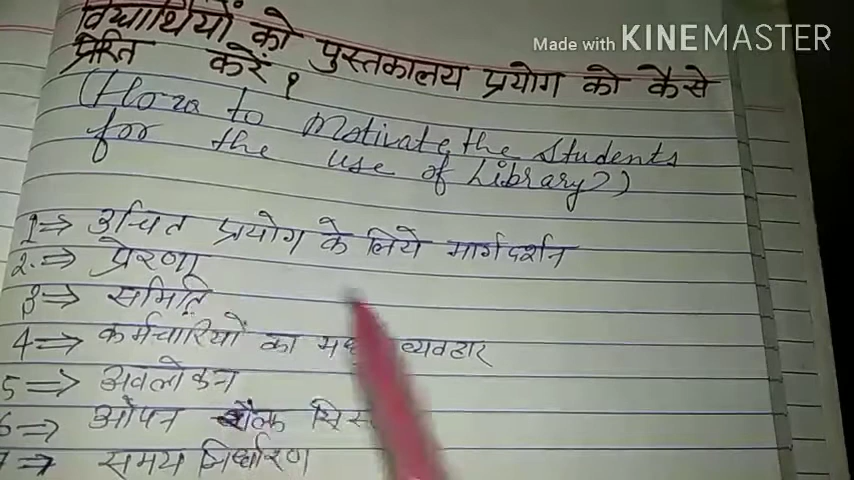 Made with KINEMASTER
विद्यार्थियों को पुस्तकालय प्रयोग को कैसे
प्रेरित करें ?
(How to Motivate the Students
for the use of Library?)
1⇒ उचित प्रयोग के लिये मार्गदर्शन
2.⇒ प्रेरणा
3⇒ समिति
4⇒ कर्मचारियों का व्यवहार
5⇒ अवलोकन
6⇒ ओपन शैल्फ
7⇒ समय निर्धारण